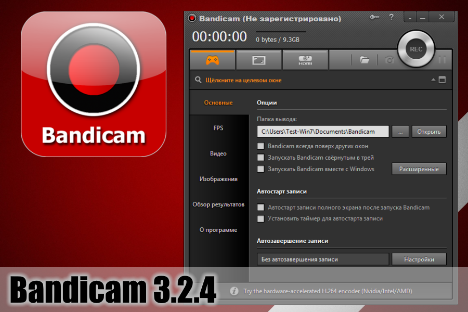 Bandicam (Не зарегистрировано)
00:00:00
0 bytes / 9.3GB
REC
HDMI
Щёлкните на целевом окне
Bandicam
Основные
FPS
Видео
Изображения
Обзор результатов
О программе
Опции
Папка вывода:
C:\Users\Test-Win7\Documents\Bandicam
...
Открыть
Bandicam всегда поверх других окон
Запускать Bandicam свёрнутым в трей
Запускать Bandicam вместе с Windows
Расширенные
Автостарт записи
Автостарт записи полного экрана после запуска Bandicam
Установить таймер для автостарта записи
Автозавершение записи
Без автозавершения записи
Настройки
Try the hardware-accelerated H.264 encoder (Nvidia/Intel/AMD)
Bandicam 3.2.4